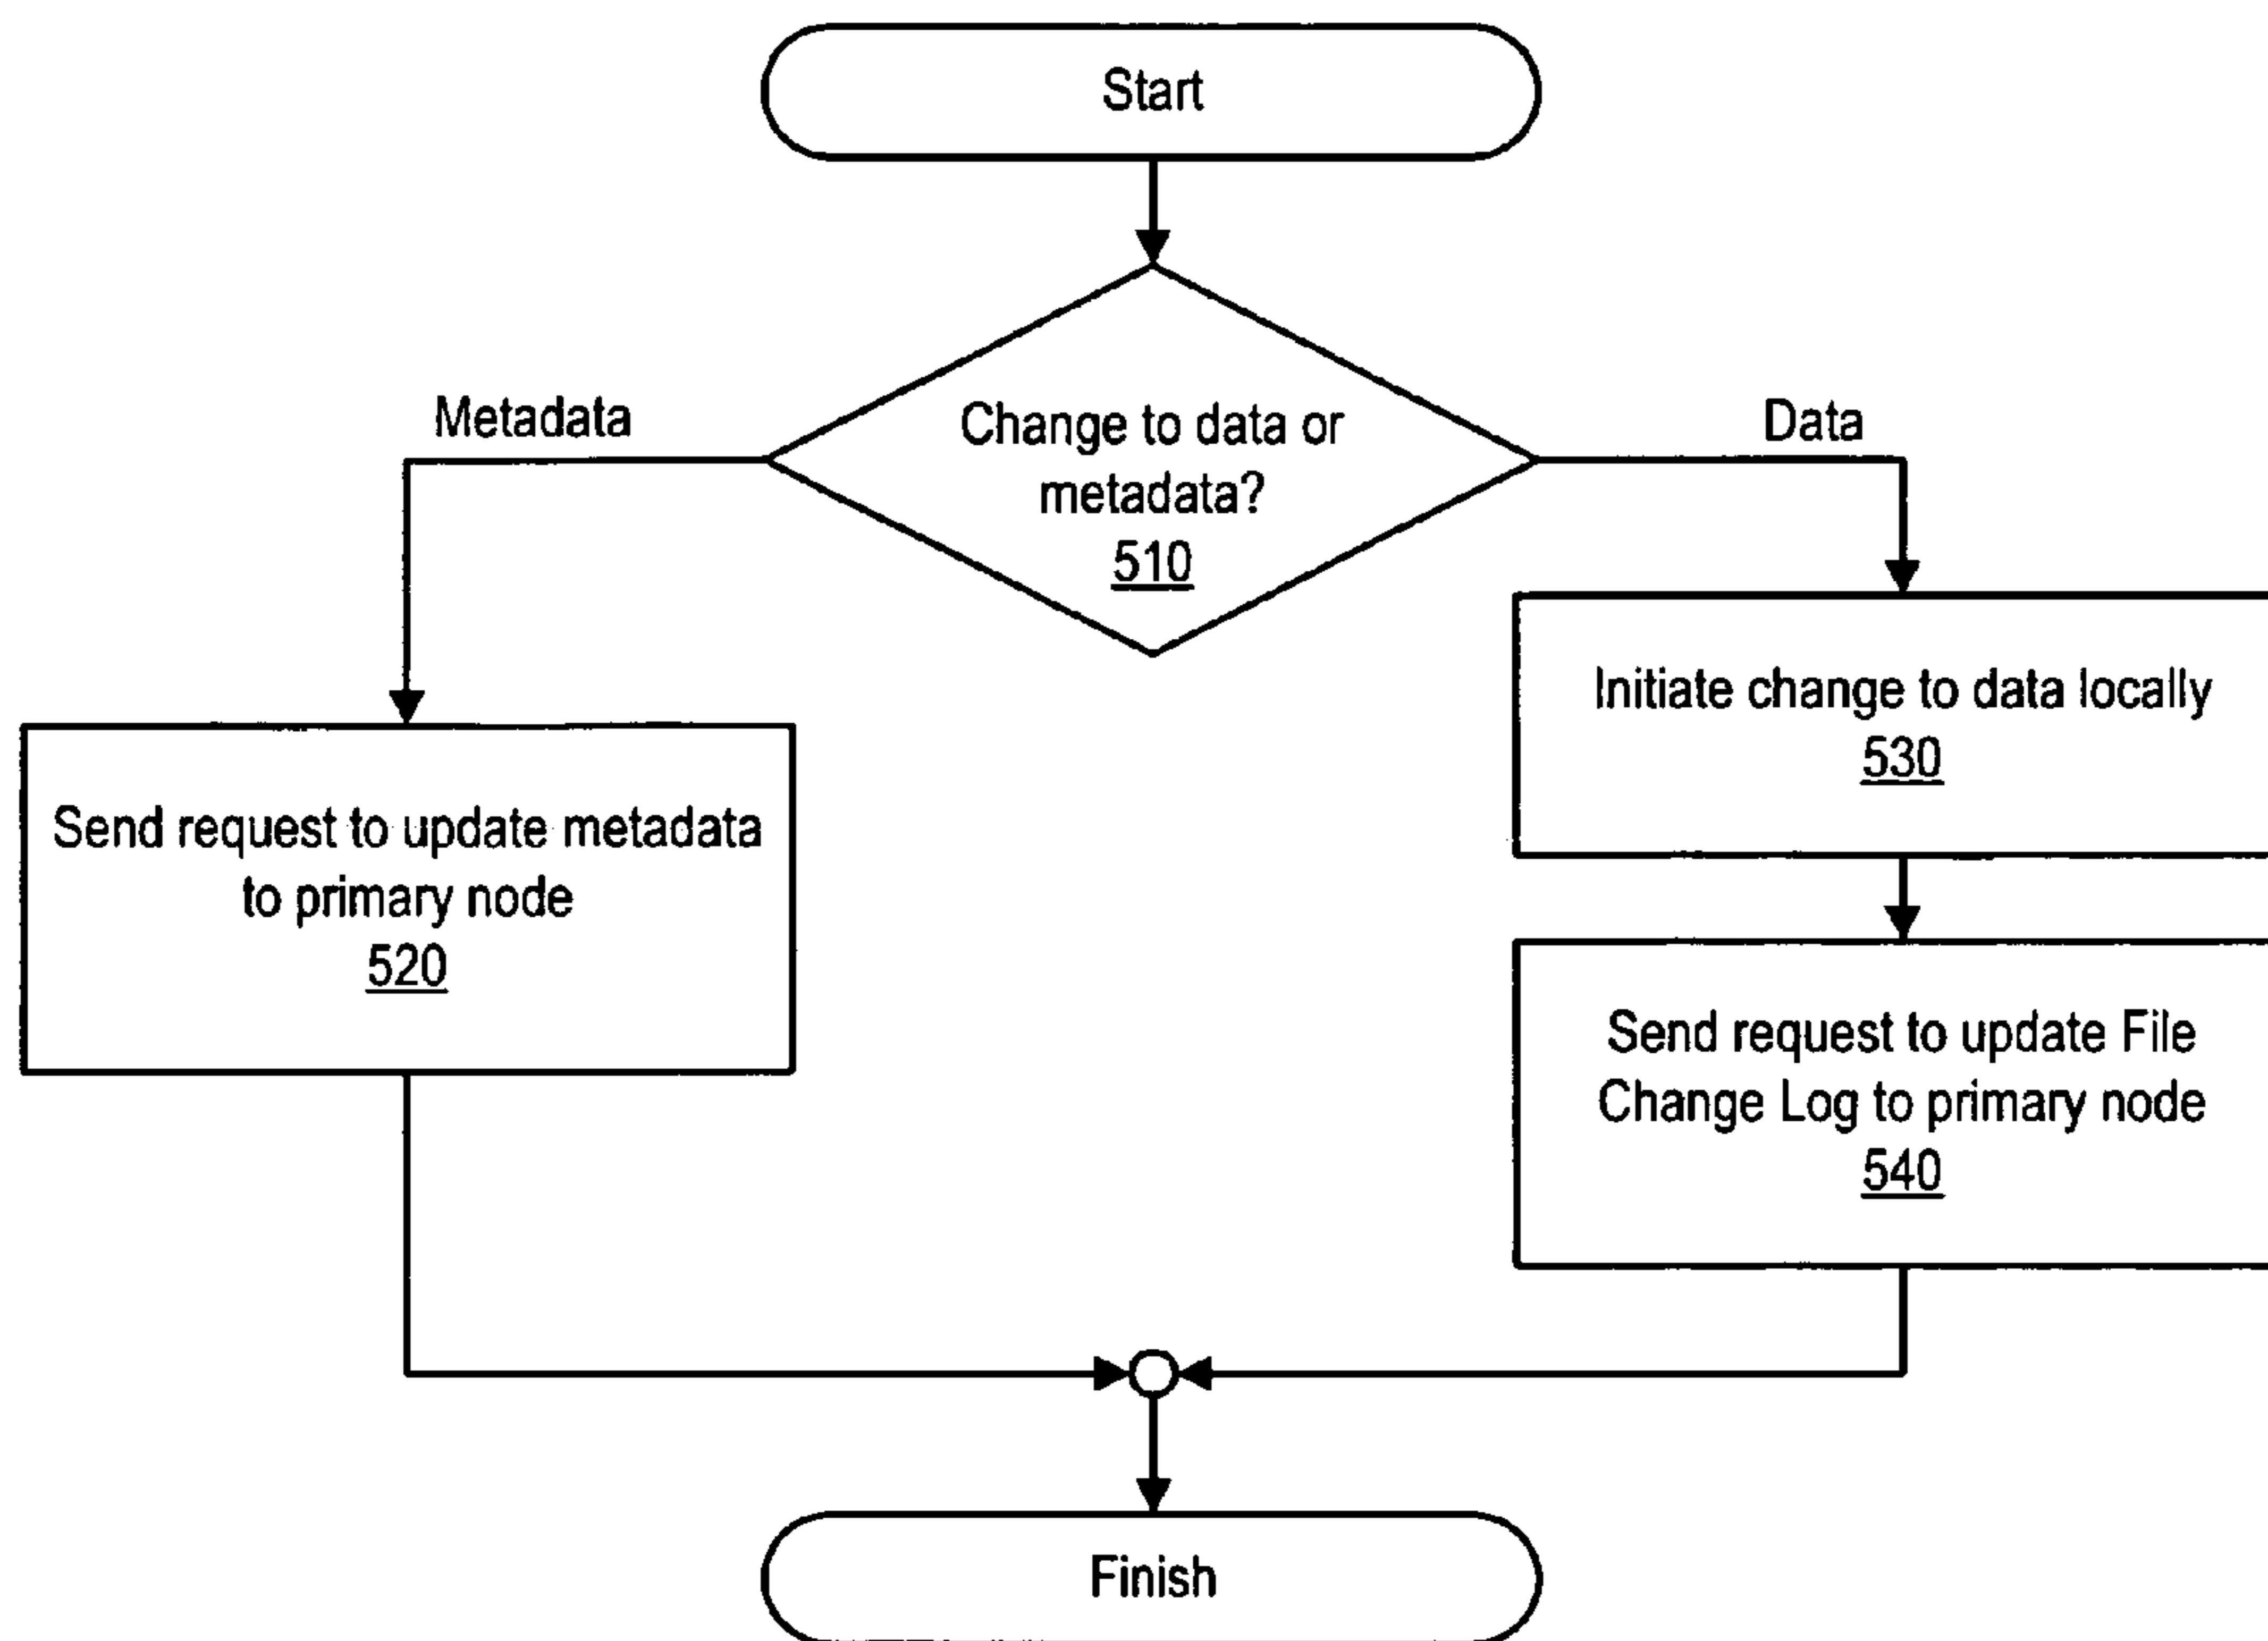 Start
Change to data or
metadata?
510
Metadata
Data
Send request to update metadata
to primary node
520
Initiate change to data locally
530
Send request to update File
Change Log to primary node
540
Finish